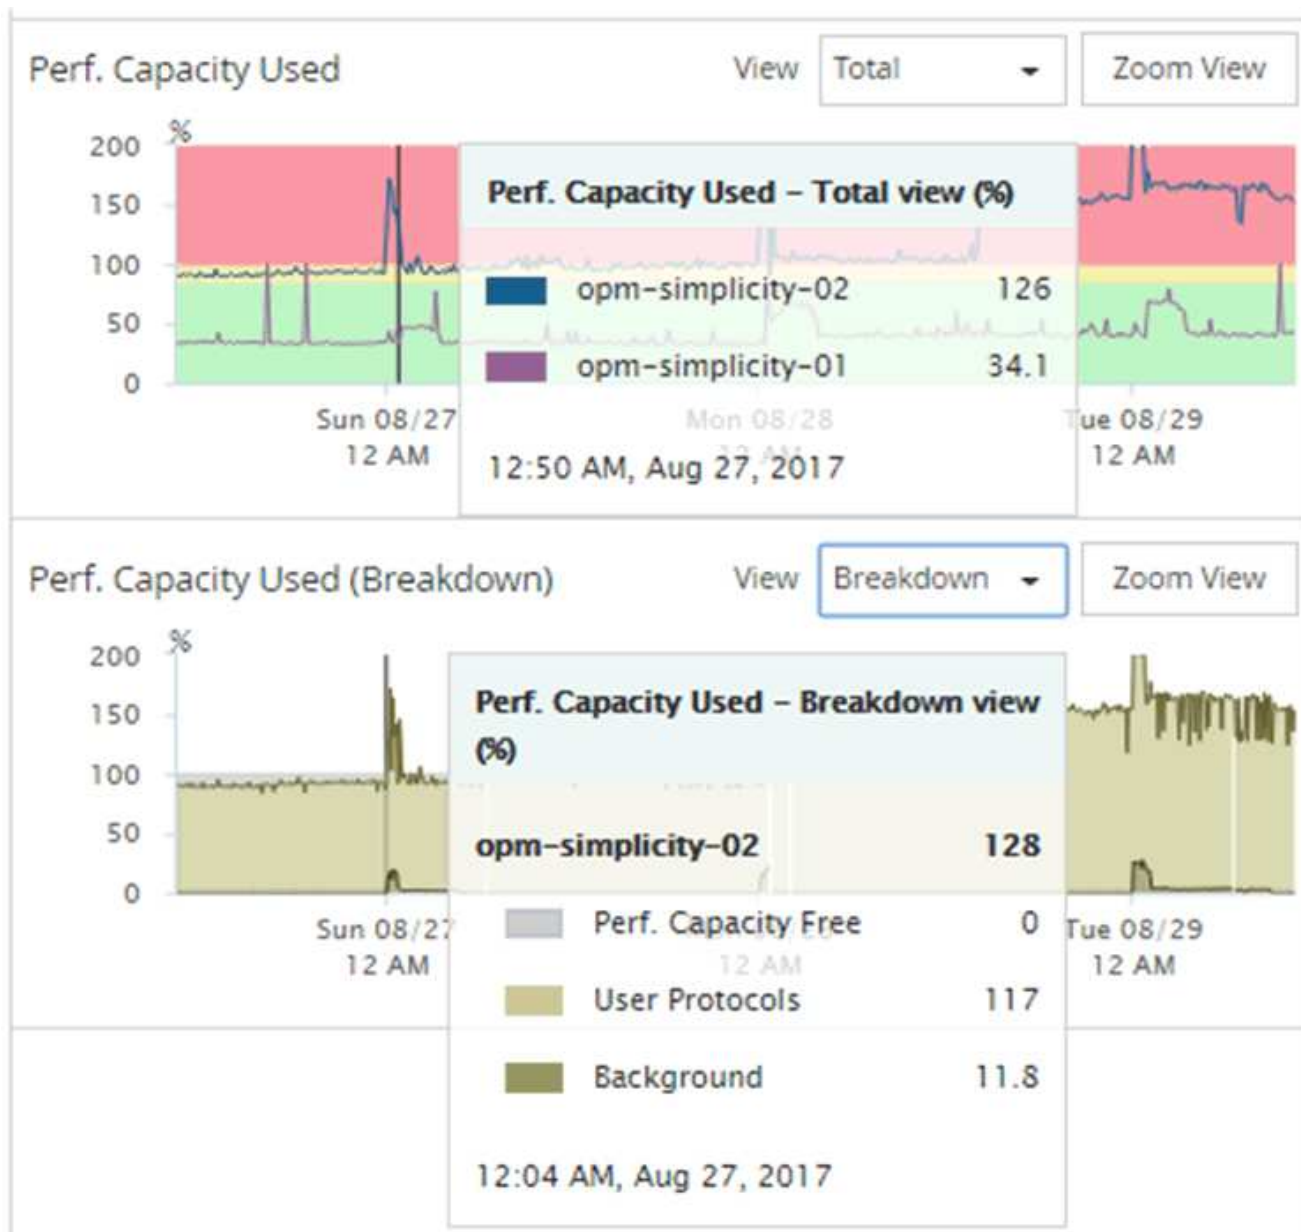 Perf. Capacity Used View Total Zoom View
%
200
150
100
50
0
Perf. Capacity Used – Total view (%)
opm-simplicity-02 126
opm-simplicity-01 34.1
12:50 AM, Aug 27, 2017
Sun 08/27 Mon 08/28 Tue 08/29
12 AM 12 AM 12 AM
Perf. Capacity Used (Breakdown) View Breakdown Zoom View
%
200
150
100
50
0
Perf. Capacity Used – Breakdown view
(%)
opm-simplicity-02 128
Perf. Capacity Free 0
User Protocols 117
Background 11.8
12:04 AM, Aug 27, 2017
Sun 08/27 Tue 08/29
12 AM 12 AM 12 AM